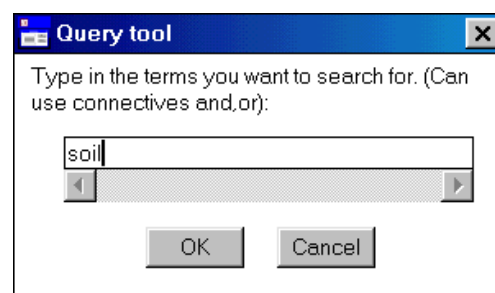 Query tool
Type in the terms you want to search for. (Can
use connectives and,or):
soil
OK
Cancel